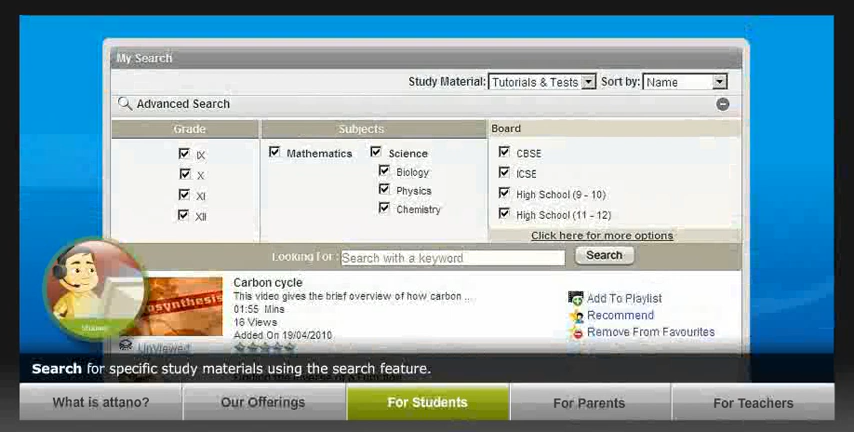 My Search
Study Material: Tutorials & Tests Sort by: Name
Advanced Search
Grade Subjects Board
IX Mathematics Science CBSE
X Biology ICSE
XI Physics High School (9 - 10)
XII Chemistry High School (11 - 12)
Click here for more options
Looking For : Search with a keyword Search
Carbon cycle
This video gives the brief overview of how carbon ...
01:55 Mins
16 Views
Added On 19/04/2010
Add To Playlist
Recommend
Remove From Favourites
UnViewed
Search for specific study materials using the search feature.
What is attano? Our Offerings For Students For Parents For Teachers